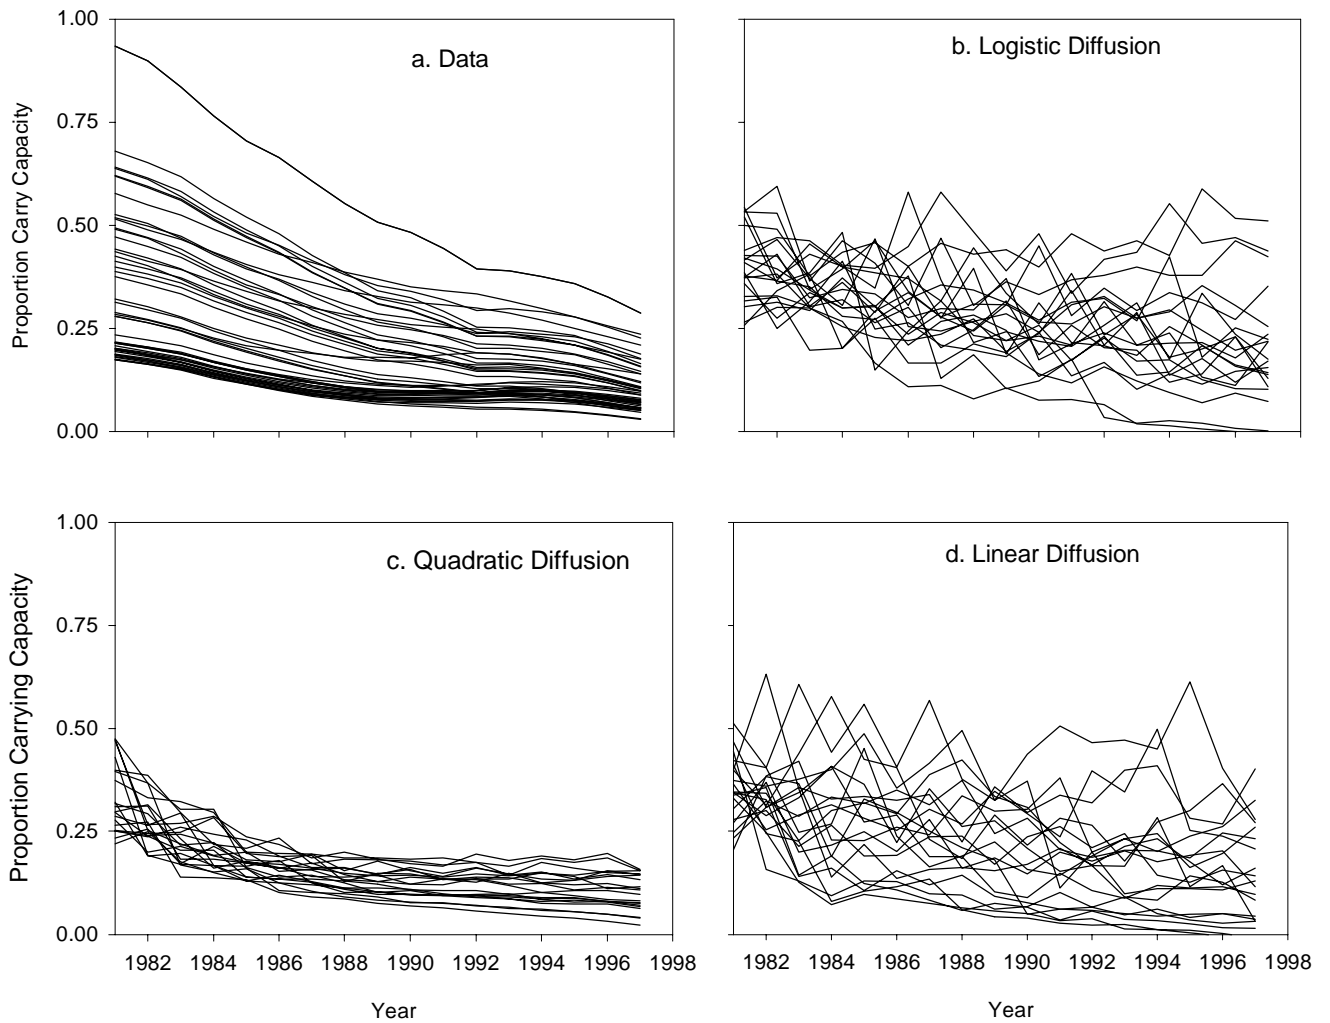 a. Data
Proportion Carry Capacity
1.00
0.75
0.50
0.25
0.00
b. Logistic Diffusion
c. Quadratic Diffusion
Proportion Carrying Capacity
1.00
0.75
0.50
0.25
0.00
1982 1984 1986 1988 1990 1992 1994 1996 1998
Year
d. Linear Diffusion
1982 1984 1986 1988 1990 1992 1994 1996 1998
Year